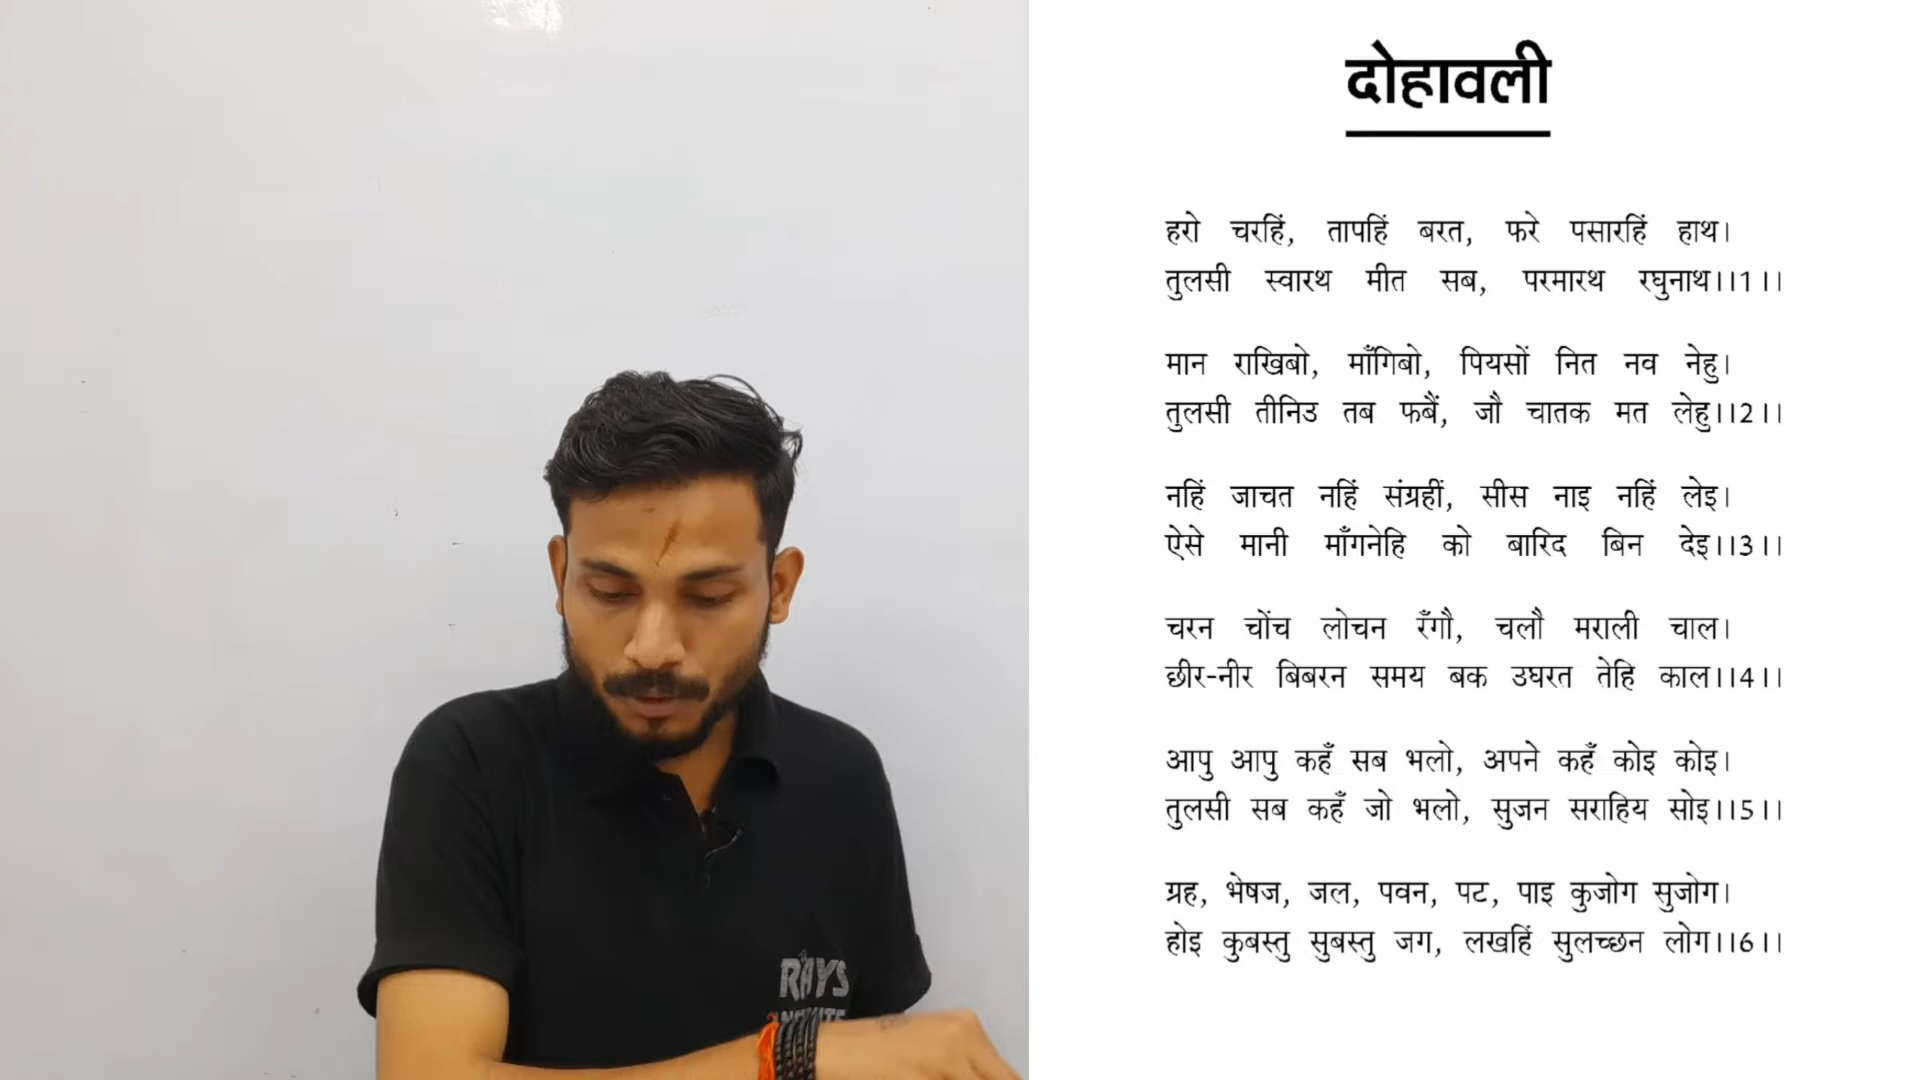 दोहावली
हरो चरहिं, तापहिं बरत, फरे पसारहिं हाथ।
तुलसी स्वारथ मीत सब, परमारथ रघुनाथ।।1।।
मान राखिबो, माँगिबो, पियसों नित नव नेहु।
तुलसी तीनिउ तब फबैं, जौ चातक मत लेहु।।2।।
नहिं जाचत नहिं संग्रहीं, सीस नाइ नहिं लेइ।
ऐसे मानी माँगनेहि को बारिद बिन देइ।।3।।
चरन चोंच लोचन रँगौ, चलौ मराली चाल।
छीर-नीर बिबरन समय बक उघरत तेहि काल।।4।।
आपु आपु कहँ सब भलो, अपने कहँ कोइ कोइ।
तुलसी सब कहँ जो भलो, सुजन सराहिय सोइ।।5।।
ग्रह, भेषज, जल, पवन, पट, पाइ कुजोग सुजोग।
होइ कुबस्तु सुबस्तु जग, लखहिं सुलच्छन लोग।।6।।
RAYS